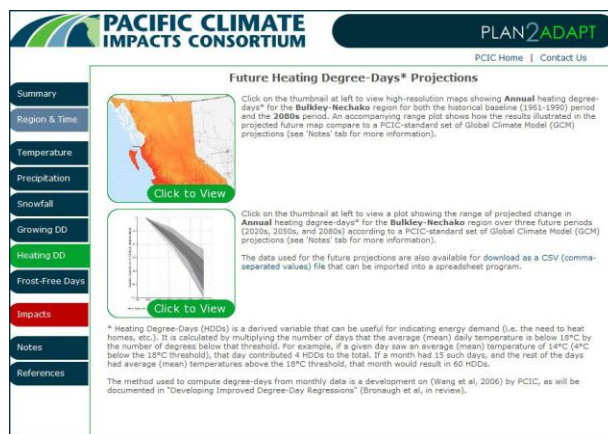 PACIFIC CLIMATE
IMPACTS CONSORTIUM
PLAN2ADAPT
PCIC Home | Contact Us
Future Heating Degree-Days* Projections
Summary
Region & Time
Temperature
Precipitation
Snowfall
Growing DD
Heating DD
Frost-Free Days
Impacts
Notes
References
Click to View
Click on the thumbnail at left to view high-resolution maps showing Annual heating degree-
days* for the Bulkley-Nechako region for both the historical baseline (1961-1990) period
and the 2080s period. An accompanying range plot shows how the results illustrated in the
projected future map compare to a PCIC-standard set of Global Climate Model (GCM)
projections (see 'Notes' tab for more information).
Click to View
Click on the thumbnail at left to view a plot showing the range of projected change in
Annual heating degree-days* for the Bulkley-Nechako region over three future periods
(2020s, 2050s, and 2080s) according to a PCIC-standard set of Global Climate Model (GCM)
projections (see 'Notes' tab for more information).
The data used for the future projections are also available for download as a CSV (comma-
separated values) file that can be imported into a spreadsheet program.
* Heating Degree-Days (HDDs) is a derived variable that can be useful for indicating energy demand (i.e. the need to heat
homes, etc.). It is calculated by multiplying the number of days that the average (mean) daily temperature is below 18°C by
the number of degrees below that threshold. For example, if a given day saw an average (mean) temperature of 14°C (4°C
below the 18°C threshold), that day contributed 4 HDDs to the total. If a month had 15 such days, and the rest of the days
had average (mean) temperatures above the 18°C threshold, that month would result in 60 HDDs.
The method used to compute degree-days from monthly data is a development on (Wang et al, 2006) by PCIC, as will be
documented in "Developing Improved Degree-Day Regressions" (Bronaugh et al, in review).